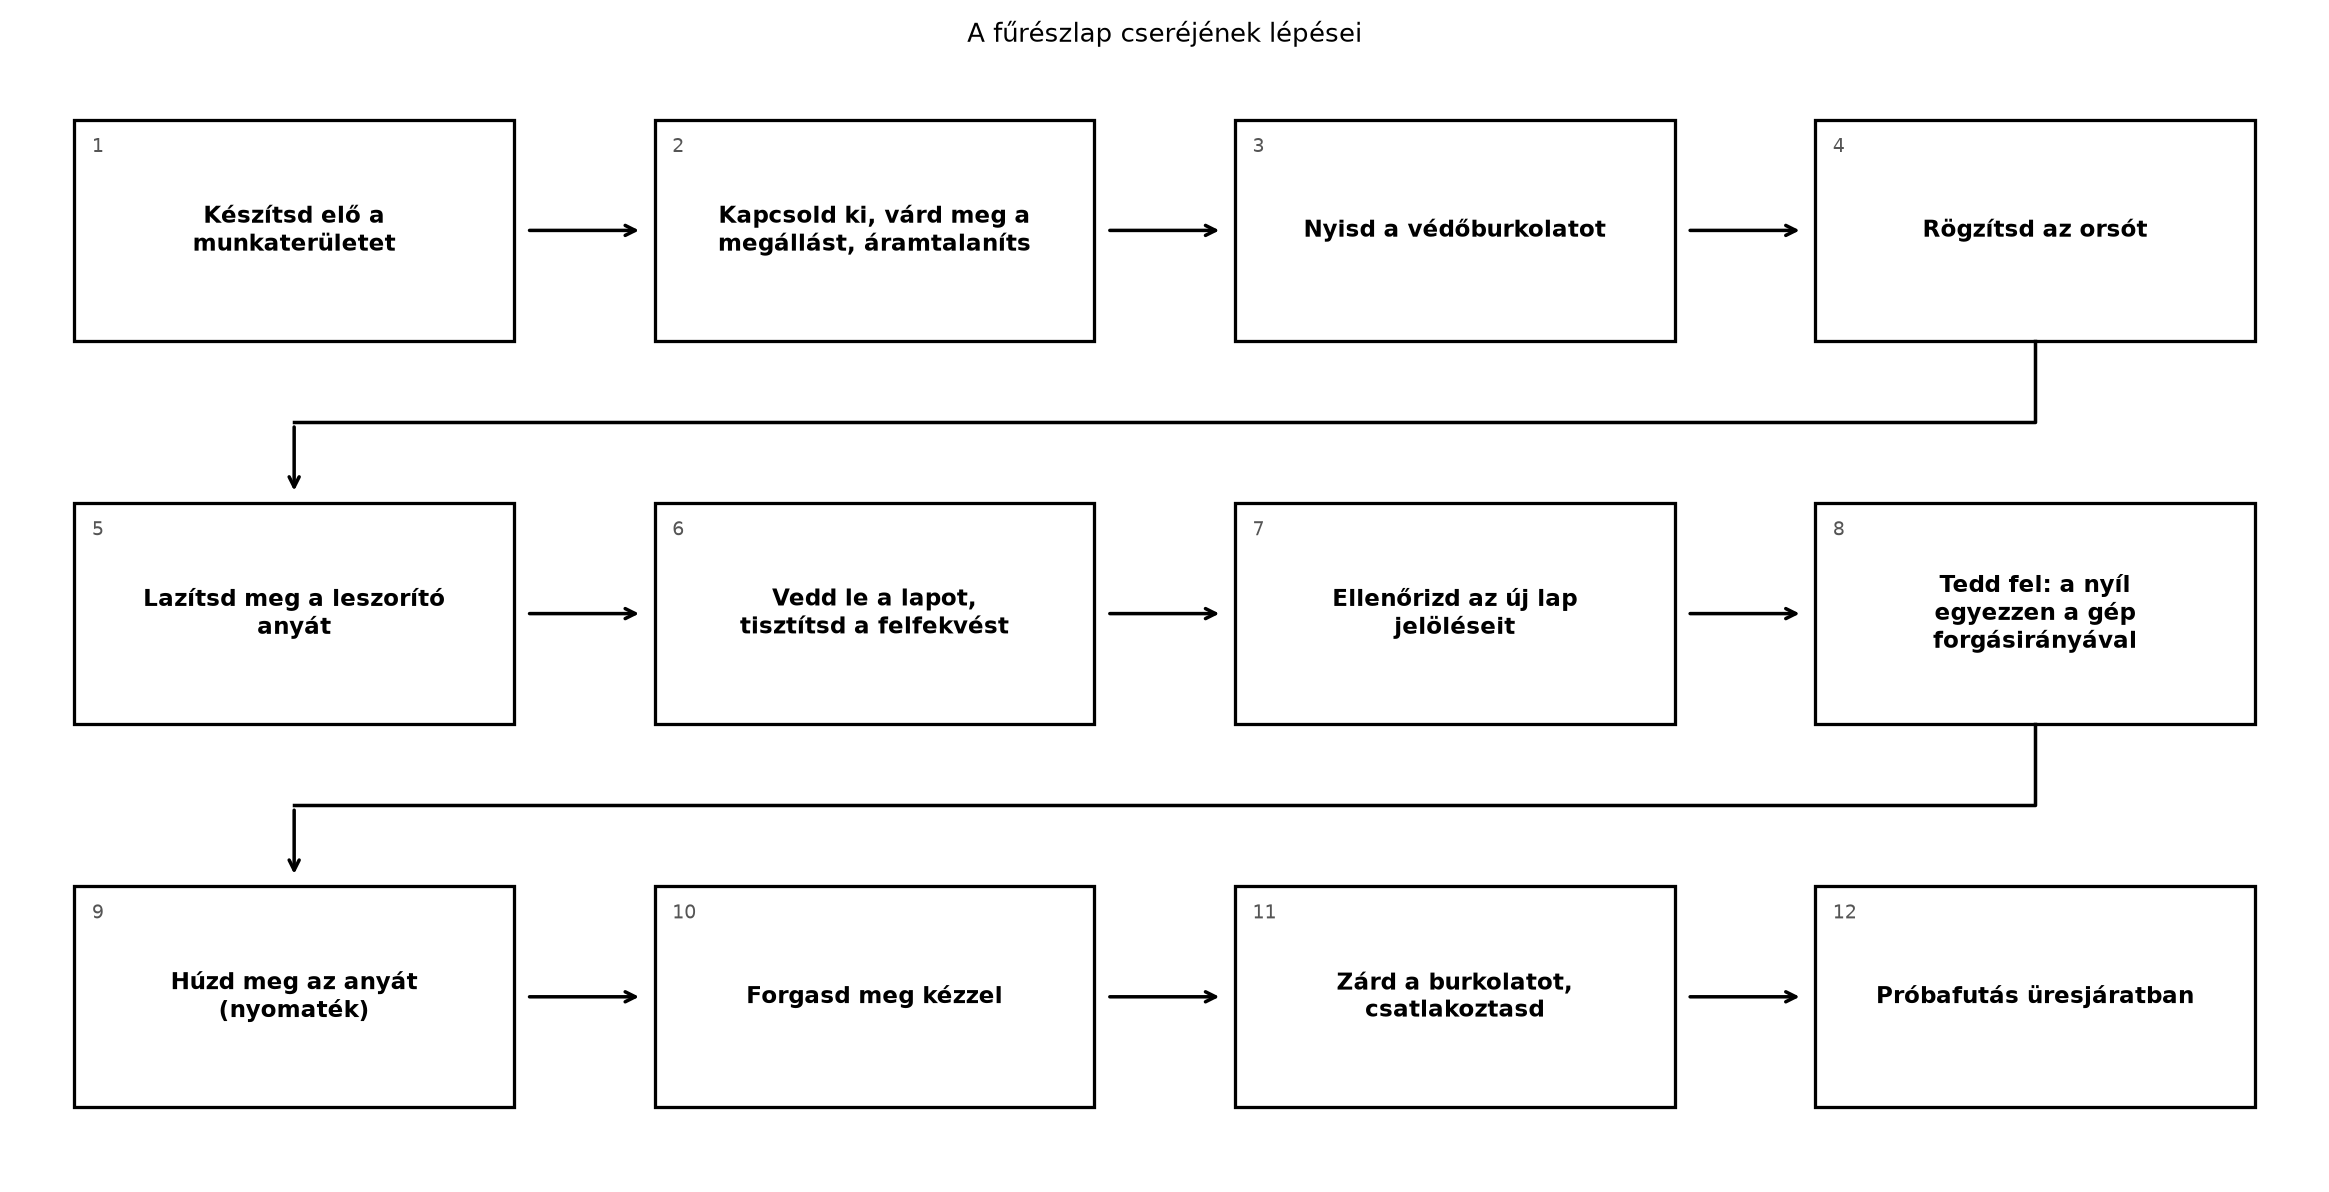 A fűrészlap cseréjének lépései
1
Készítsd elő a
munkaterületet
2
Kapcsold ki, várd meg a
megállást, áramtalaníts
3
Nyisd a védőburkolatot
4
Rögzítsd az orsót
5
Lazítsd meg a leszorító
anyát
6
Vedd le a lapot,
tisztítsd a felfekvést
7
Ellenőrizd az új lap
jelöléseit
8
Tedd fel: a nyíl
egyezzen a gép
forgásirányával
9
Húzd meg az anyát
(nyomaték)
10
Forgasd meg kézzel
11
Zárd a burkolatot,
csatlakoztasd
12
Próbafutás üresjáratban